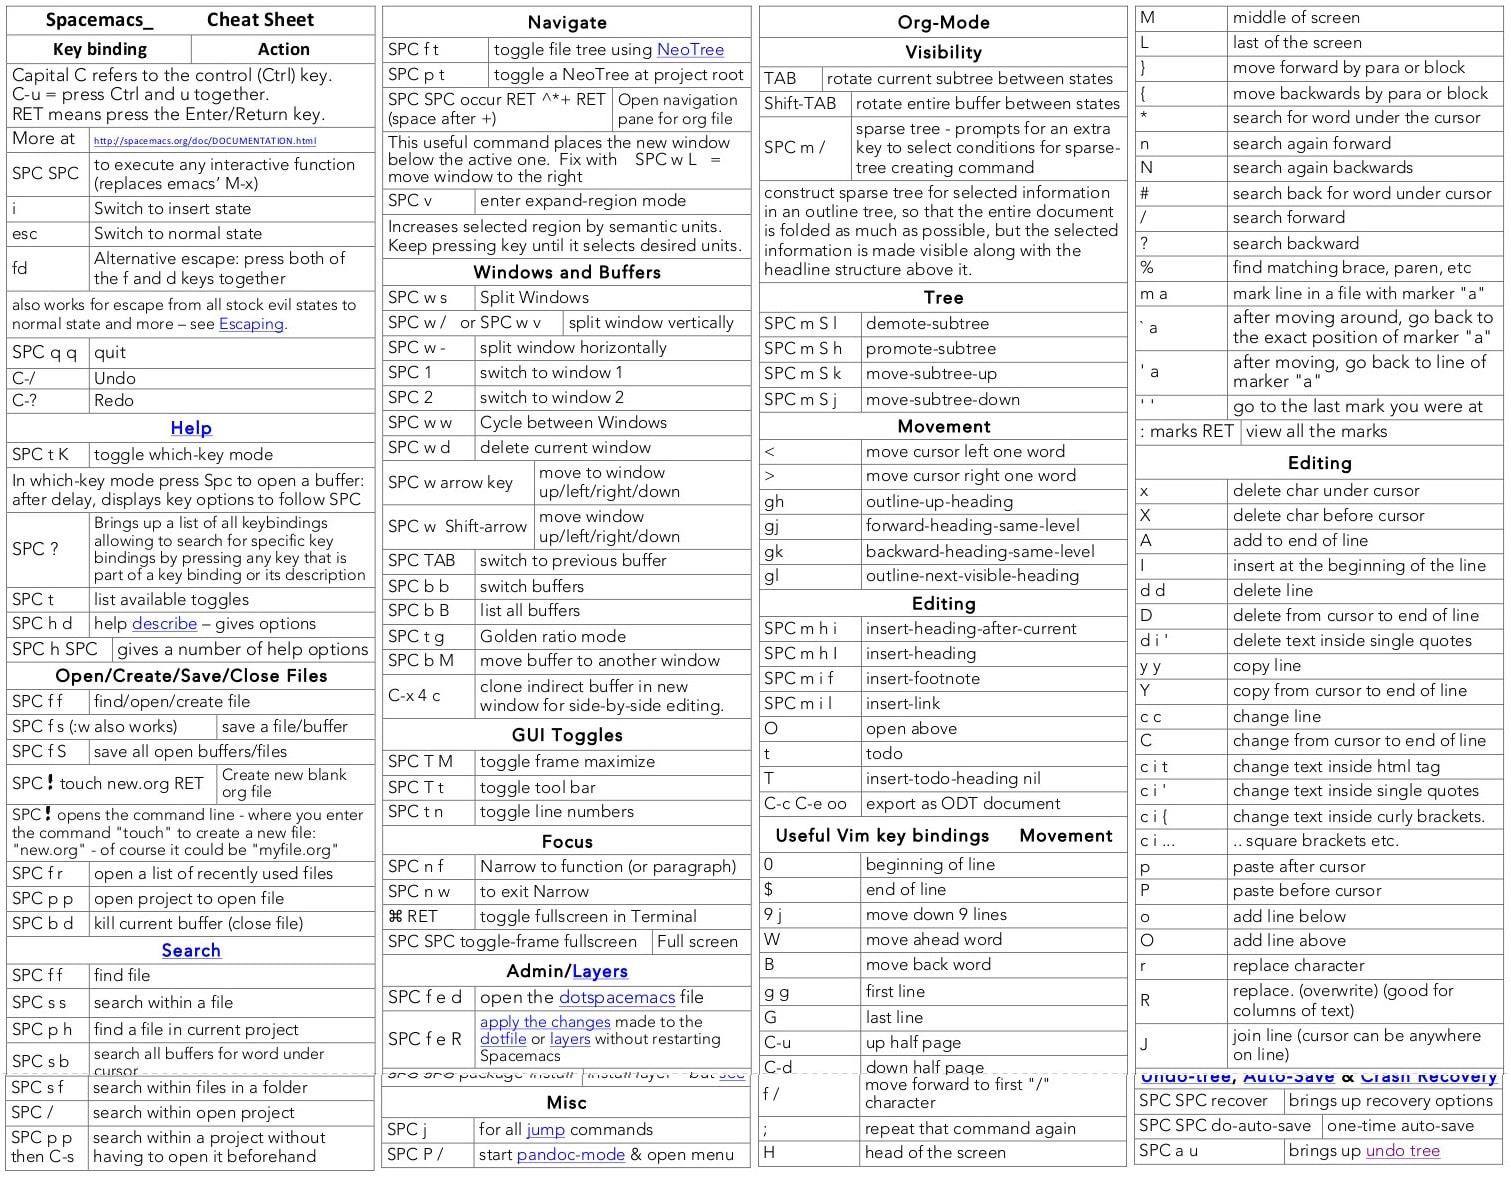 Spacemacs_ Cheat Sheet
Key binding Action
Capital C refers to the control (Ctrl) key.
C-u = press Ctrl and u together.
RET means press the Enter/Return key.
More at http://spacemacs.org/doc/DOCUMENTATION.html
SPC SPC to execute any interactive function
(replaces emacs’ M-x)
i Switch to insert state
esc Switch to normal state
fd Alternative escape: press both of
the f and d keys together
also works for escape from all stock evil states to
normal state and more – see Escaping.
SPC q q quit
C-/ Undo
C-? Redo
Help
SPC t K toggle which-key mode
In which-key mode press Spc to open a buffer:
after delay, displays key options to follow SPC
SPC ? Brings up a list of all keybindings
allowing to search for specific key
bindings by pressing any key that is
part of a key binding or its description
SPC t list available toggles
SPC h d help describe – gives options
SPC h SPC gives a number of help options
Open/Create/Save/Close Files
SPC f f find/open/create file
SPC f s (:w also works) save a file/buffer
SPC f S save all open buffers/files
SPC ! touch new.org RET Create new blank
org file
SPC ! opens the command line - where you enter
the command "touch" to create a new file:
"new.org" - of course it could be "myfile.org"
SPC f r open a list of recently used files
SPC p p open project to open file
SPC b d kill current buffer (close file)
Search
SPC f f find file
SPC s s search within a file
SPC p h find a file in current project
SPC s b search all buffers for word under
cursor
SPC s f search within files in a folder
SPC / search within open project
SPC p p search within a project without
then C-s having to open it beforehand
Navigate
SPC f t toggle file tree using NeoTree
SPC p t toggle a NeoTree at project root
SPC SPC occur RET ^*+ RET Open navigation
(space after +) pane for org file
This useful command places the new window
below the active one. Fix with SPC w L =
move window to the right
SPC v enter expand-region mode
Increases selected region by semantic units.
Keep pressing key until it selects desired units.
Windows and Buffers
SPC w s Split Windows
SPC w / or SPC w v split window vertically
SPC w - split window horizontally
SPC 1 switch to window 1
SPC 2 switch to window 2
SPC w w Cycle between Windows
SPC w d delete current window
SPC w arrow key move to window
up/left/right/down
SPC w Shift-arrow move window
up/left/right/down
SPC TAB switch to previous buffer
SPC b b switch buffers
SPC b B list all buffers
SPC t g Golden ratio mode
SPC b M move buffer to another window
C-x 4 c clone indirect buffer in new
window for side-by-side editing.
GUI Toggles
SPC T M toggle frame maximize
SPC T t toggle tool bar
SPC t n toggle line numbers
Focus
SPC n f Narrow to function (or paragraph)
SPC n w to exit Narrow
⌘ RET toggle fullscreen in Terminal
SPC SPC toggle-frame fullscreen Full screen
Admin/Layers
SPC f e d open the dotspacemacs file
SPC f e R apply the changes made to the
dotfile or layers without restarting
Spacemacs
SPC SPC package-install install layer - but see
Misc
SPC j for all jump commands
SPC P / start pandoc-mode & open menu
Org-Mode
Visibility
TAB rotate current subtree between states
Shift-TAB rotate entire buffer between states
SPC m / sparse tree - prompts for an extra
key to select conditions for sparse-
tree creating command
construct sparse tree for selected information
in an outline tree, so that the entire document
is folded as much as possible, but the selected
information is made visible along with the
headline structure above it.
Tree
SPC m S l demote-subtree
SPC m S h promote-subtree
SPC m S k move-subtree-up
SPC m S j move-subtree-down
Movement
< move cursor left one word
> move cursor right one word
gh outline-up-heading
gj forward-heading-same-level
gk backward-heading-same-level
gl outline-next-visible-heading
Editing
SPC m h i insert-heading-after-current
SPC m h I insert-heading
SPC m i f insert-footnote
SPC m i l insert-link
O open above
t todo
T insert-todo-heading nil
C-c C-e oo export as ODT document
Useful Vim key bindings Movement
0 beginning of line
$ end of line
9 j move down 9 lines
W move ahead word
B move back word
g g first line
G last line
C-u up half page
C-d down half page
f / move forward to first "/"
character
; repeat that command again
H head of the screen
M middle of screen
L last of the screen
} move forward by para or block
{ move backwards by para or block
* search for word under the cursor
n search again forward
N search again backwards
# search back for word under cursor
/ search forward
? search backward
% find matching brace, paren, etc
m a mark line in a file with marker "a"
` a after moving around, go back to
the exact position of marker "a"
' a after moving, go back to line of
marker "a"
' ' go to the last mark you were at
: marks RET view all the marks
Editing
x delete char under cursor
X delete char before cursor
A add to end of line
I insert at the beginning of the line
d d delete line
D delete from cursor to end of line
d i ' delete text inside single quotes
y y copy line
Y copy from cursor to end of line
c c change line
C change from cursor to end of line
c i t change text inside html tag
c i ' change text inside single quotes
c i { change text inside curly brackets.
c i ... .. square brackets etc.
p paste after cursor
P paste before cursor
o add line below
O add line above
r replace character
R replace. (overwrite) (good for
columns of text)
J join line (cursor can be anywhere
on line)
Undo-tree, Auto-Save & Crash Recovery
SPC SPC recover brings up recovery options
SPC SPC do-auto-save one-time auto-save
SPC a u brings up undo tree